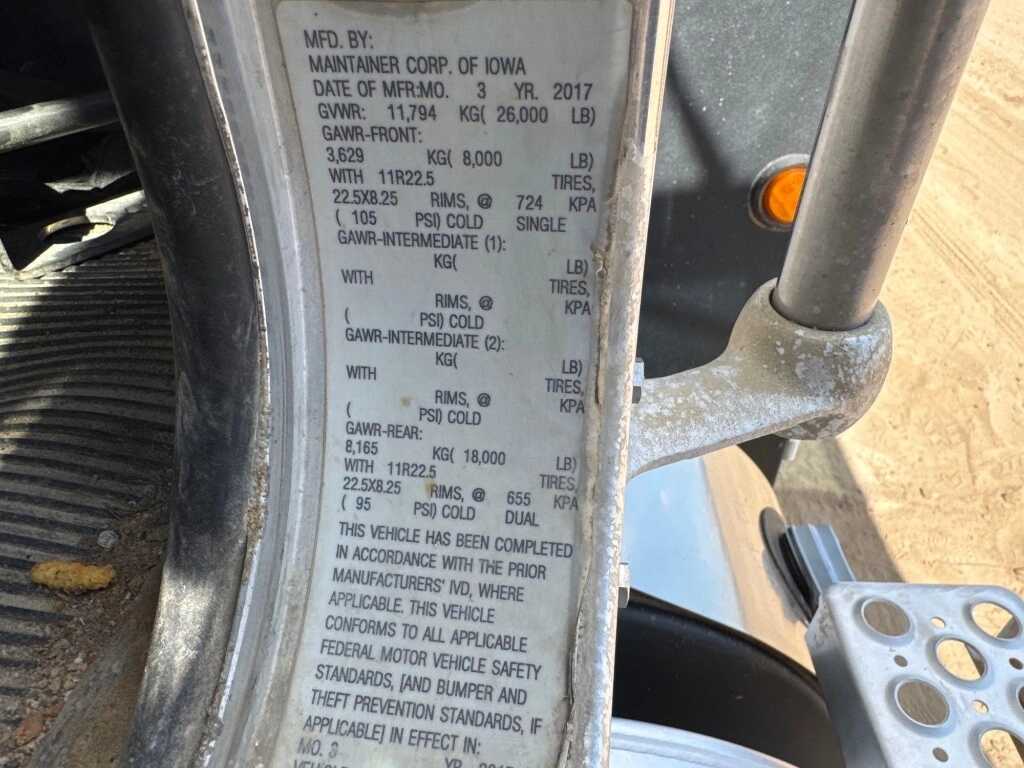 MFD. BY:
MAINTAINER CORP. OF IOWA
DATE OF MFR:MO. 3 YR. 2017
GVWR: 11,794 KG( 26,000 LB)
GAWR-FRONT:
3,629 KG( 8,000 LB)
WITH 11R22.5 TIRES,
22.5X8.25 RIMS, @ 724 KPA
( 105 PSI) COLD SINGLE
GAWR-INTERMEDIATE (1):
KG( LB)
WITH TIRES,
RIMS, @ KPA
( PSI) COLD
GAWR-INTERMEDIATE (2):
KG( LB)
WITH TIRES,
RIMS, @ KPA
( PSI) COLD
GAWR-REAR:
8,165 KG( 18,000 LB)
WITH 11R22.5 TIRES,
22.5X8.25 RIMS, @ 655 KPA
( 95 PSI) COLD DUAL
THIS VEHICLE HAS BEEN COMPLETED
IN ACCORDANCE WITH THE PRIOR
MANUFACTURERS' IVD, WHERE
APPLICABLE. THIS VEHICLE
CONFORMS TO ALL APPLICABLE
FEDERAL MOTOR VEHICLE SAFETY
STANDARDS, [AND BUMPER AND
THEFT PREVENTION STANDARDS, IF
APPLICABLE] IN EFFECT IN:
MO. 3 YR. 2017